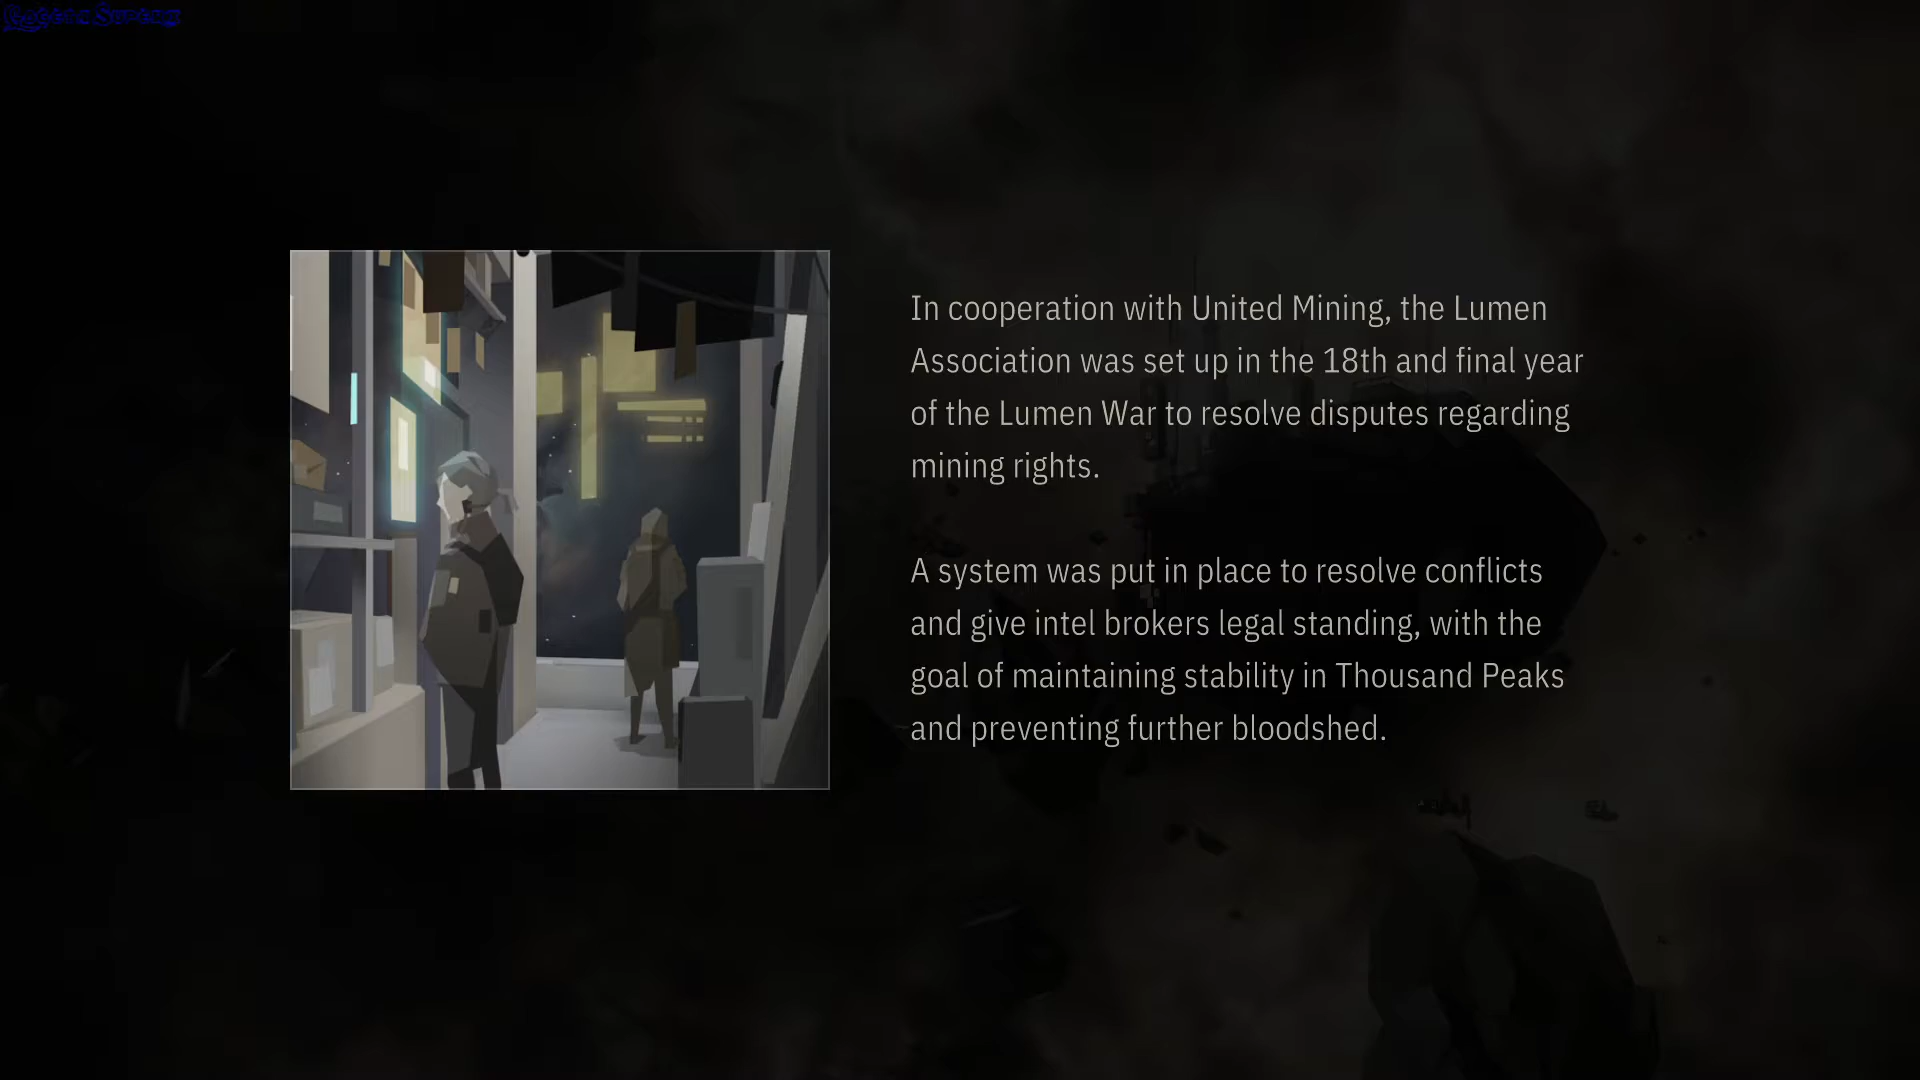 In cooperation with United Mining, the Lumen
Association was set up in the 18th and final year
of the Lumen War to resolve disputes regarding
mining rights.
A system was put in place to resolve conflicts
and give intel brokers legal standing, with the
goal of maintaining stability in Thousand Peaks
and preventing further bloodshed.